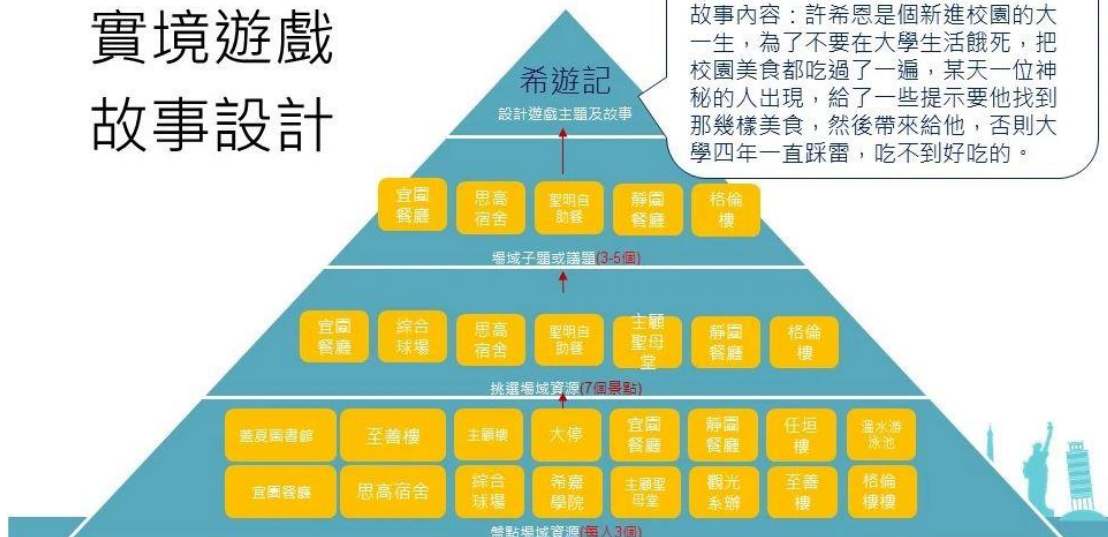 實境遊戲
故事設計
故事內容：許希恩是個新進校園的大
一生，為了不要在大學生活餓死，把
校園美食都吃過了一遍，某天一位神
秘的人出現，給了一些提示要他找到
那幾樣美食，然後帶來給他，否則大
學四年一直踩雷，吃不到好吃的。
希遊記
設計遊戲主題及故事
宜園
餐廳
思高
宿舍
聖明自
助餐
靜園
餐廳
格倫
樓
場域子題或議題(3-5個)
宜園
餐廳
綜合
球場
思高
宿舍
聖明自
助餐
主顧
聖母
堂
靜園
餐廳
格倫
樓
挑選場域資源(7個景點)
蓋夏圖書館
至善樓
主顧樓
大停
宜園
餐廳
靜園
餐廳
任垣
樓
溫水游
泳池
宜園餐廳
思高宿舍
綜合
球場
希嘉
學院
主顧聖
母堂
觀光
系辦
至善
樓
格倫
樓樓
盤點場域資源(每人3個)